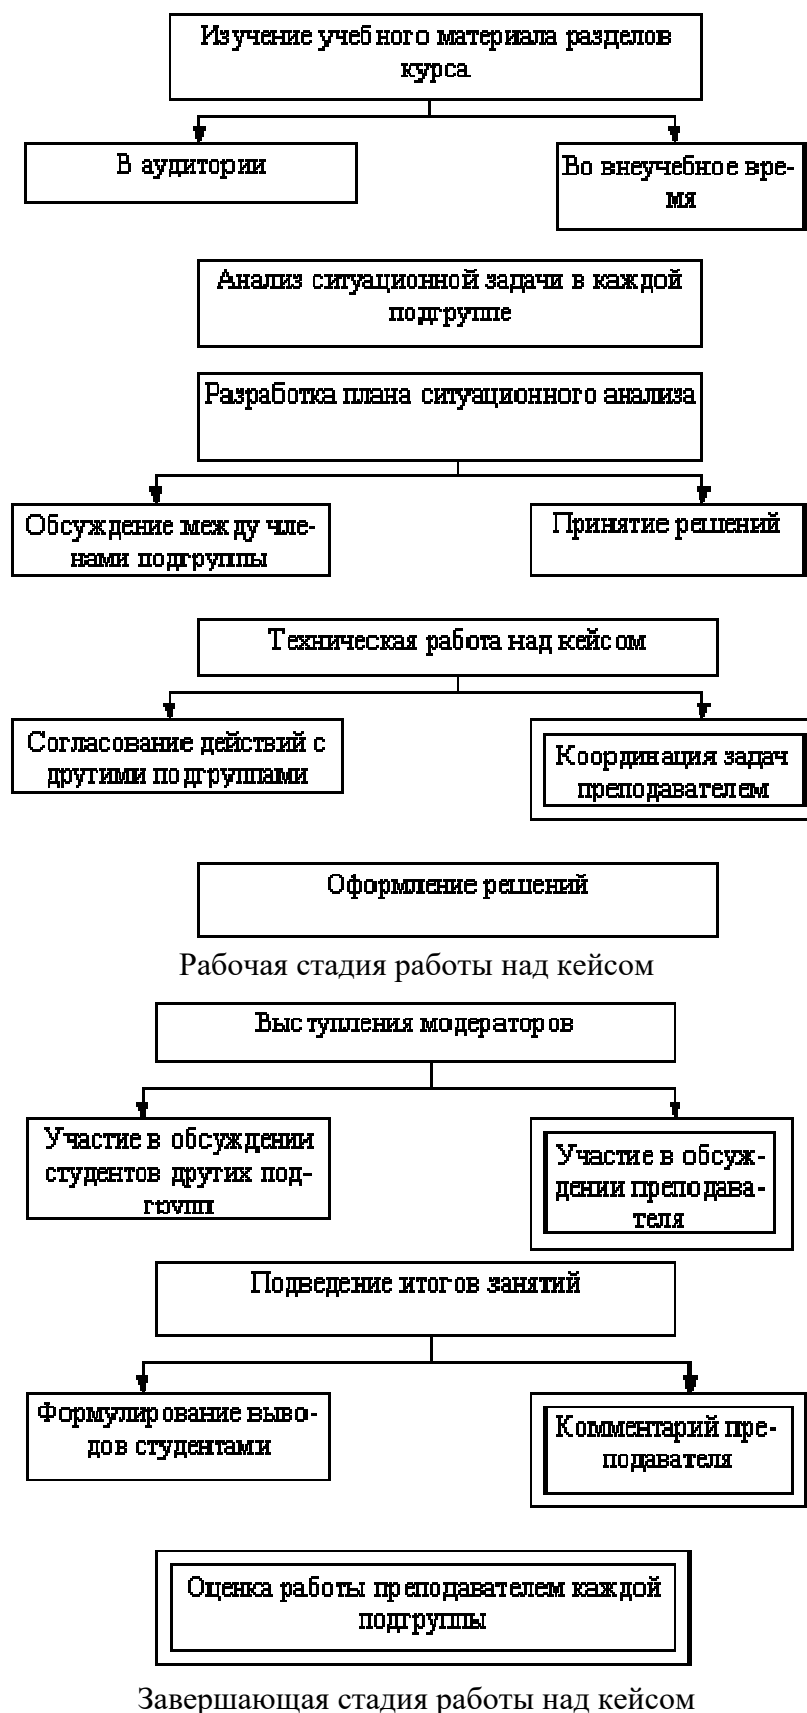 Изучение учебного материала разделов
курса
В аудитории
Во внеучебное вре-
мя
Анализ ситуационной задачи в каждой
подгруппе
Разработка плана ситуационного анализа
Обсуждение между чле-
нами подгруппы
Принятие решений
Техническая работа над кейсом
Согласование действий с
другими подгруппами
Координация задач
преподавателем
Оформление решений
Рабочая стадия работы над кейсом
Выступления модераторов
Участие в обсуждении
студентов других под-
групп
Участие в обсуж-
дении преподава-
теля
Подведение итогов занятий
Формулирование выво-
дов студентами
Комментарий пре-
подавателя
Оценка работы преподавателем каждой
подгруппы
Завершающая стадия работы над кейсом